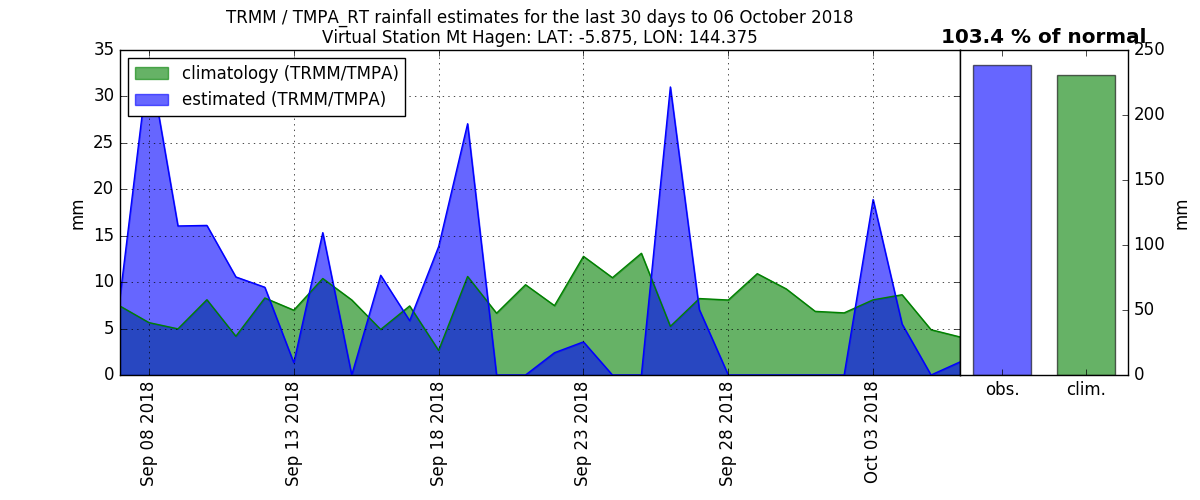 TRMM / TMPA_RT rainfall estimates for the last 30 days to 06 October 2018
Virtual Station Mt Hagen: LAT: -5.875, LON: 144.375
103.4 % of normal
climatology (TRMM/TMPA)
estimated (TRMM/TMPA)
35
30
25
20
15
10
5
0
mm
Sep 08 2018
Sep 13 2018
Sep 18 2018
Sep 23 2018
Sep 28 2018
Oct 03 2018
250
200
150
100
50
0
mm
obs.
clim.